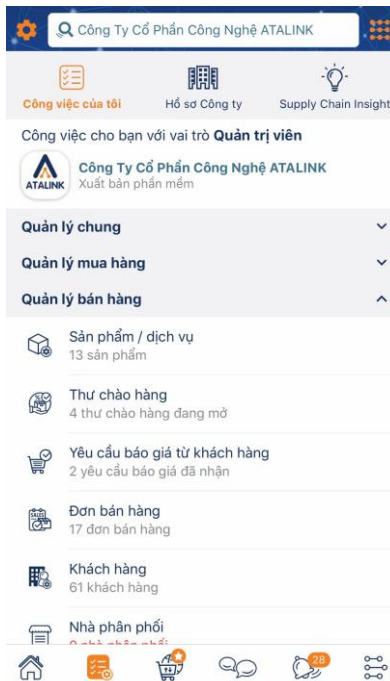 Công Ty Cổ Phần Công Nghệ ATALINK
Công việc của tôi
Hồ sơ Công ty
Supply Chain Insight
Công việc cho bạn với vai trò Quản trị viên
ATALINK
Công Ty Cổ Phần Công Nghệ ATALINK
Xuất bản phần mềm
Quản lý chung
Quản lý mua hàng
Quản lý bán hàng
Sản phẩm / dịch vụ
13 sản phẩm
Thư chào hàng
4 thư chào hàng đang mở
Yêu cầu báo giá từ khách hàng
2 yêu cầu báo giá đã nhận
SALES
Đơn bán hàng
17 đơn bán hàng
Khách hàng
61 khách hàng
Nhà phân phối
0 nhà phân phối
28